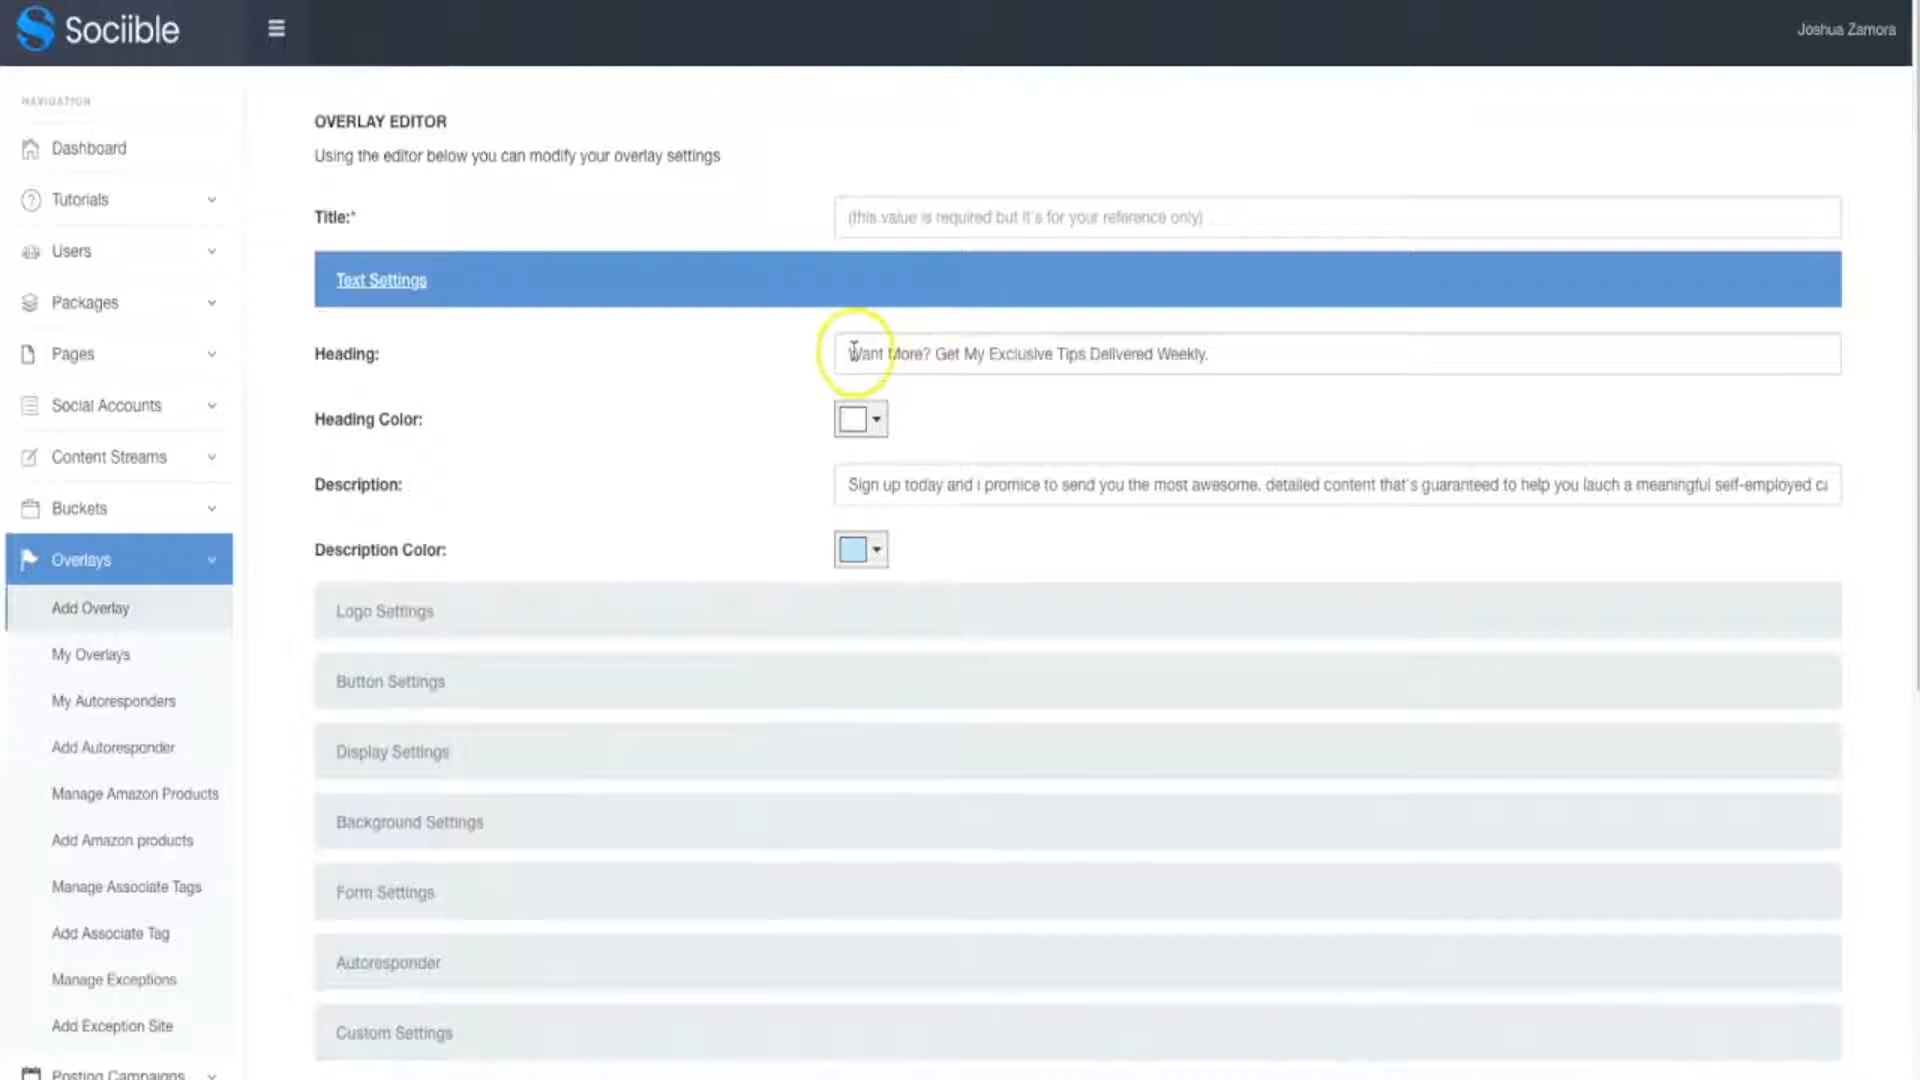 Sociible
Joshua Zamora
NAVIGATION
Dashboard
Tutorials
Users
Packages
Pages
Social Accounts
Content Streams
Buckets
Overlays
Add Overlay
My Overlays
My Autoresponders
Add Autoresponder
Manage Amazon Products
Add Amazon products
Manage Associate Tags
Add Associate Tag
Manage Exceptions
Add Exception Site
Posting Campaigns
OVERLAY EDITOR
Using the editor below you can modify your overlay settings
Title:* (this value is required but it's for your reference only)
Text Settings
Heading: Want More? Get My Exclusive Tips Delivered Weekly.
Heading Color:
Description: Sign up today and i promice to send you the most awesome. detailed content that's guaranteed to help you lauch a meaningful self-employed ca
Description Color:
Logo Settings
Button Settings
Display Settings
Background Settings
Form Settings
Autoresponder
Custom Settings